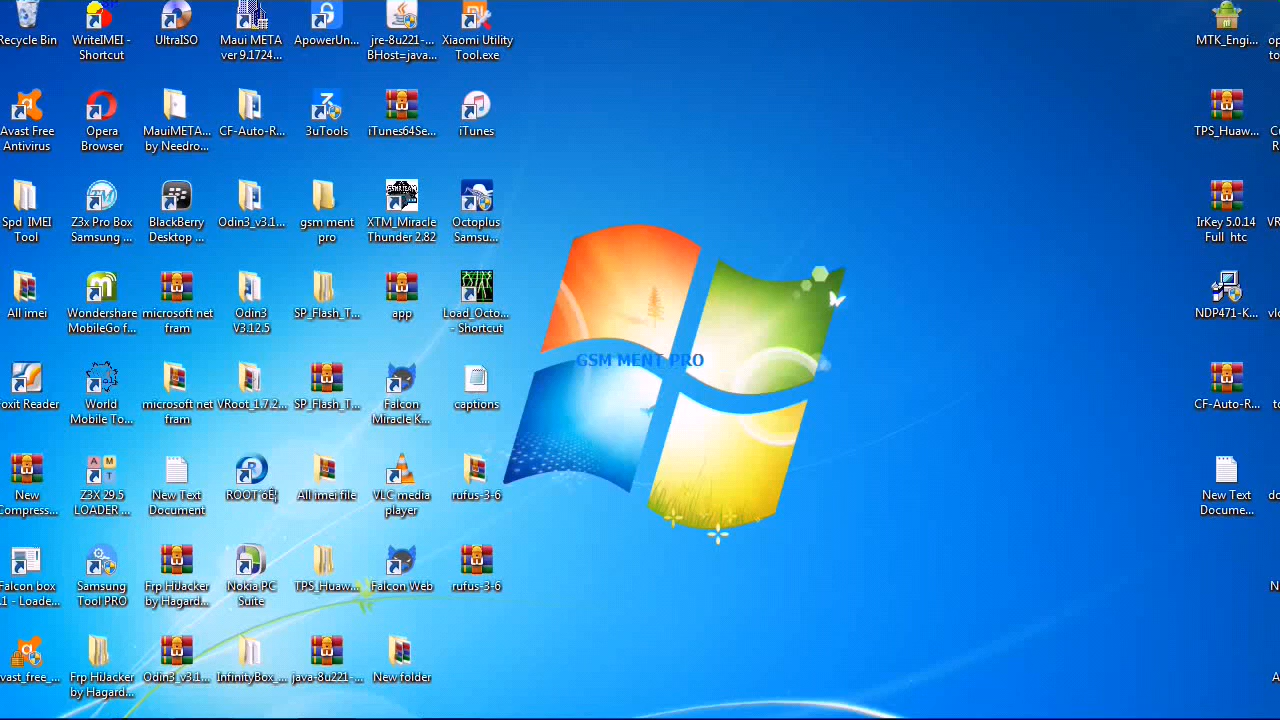 Recycle Bin
WriteIMEI -
Shortcut
UltraISO
Maui META
ver 9.1724...
ApowerUn...
jre-8u221-...
BHost=java...
Xiaomi Utility
Tool.exe
MTK_Engi...
Avast Free
Antivirus
Opera
Browser
MauiMETA...
by Needro...
CF-Auto-R...
3uTools
iTunes64Se...
iTunes
TPS_Huaw...
Spd IMEI
Tool
Z3x Pro Box
Samsung ...
BlackBerry
Desktop ...
Odin3_v3.1...
gsm ment
pro
XTM_Miracle
Thunder 2.82
Octoplus
Samsu...
IrKey 5.0.14
Full htc
All imei
Wondershare
MobileGo f...
microsoft net
fram
Odin3
V3.12.5
SP_Flash_T...
app
Load_Octo...
- Shortcut
NDP471-K...
GSM MENT PRO
oxit Reader
World
Mobile To...
microsoft net
fram
VRoot_1.7.2...
SP_Flash_T...
Falcon
Miracle K...
captions
CF-Auto-R...
New
Compress...
Z3X 29.5
LOADER ...
New Text
Document
All imei file
VLC media
player
rufus-3-6
New Text
Docume...
Falcon box
.1 - Loade...
Samsung
Tool PRO
Frp HiJacker
by Hagard...
Nokia PC
Suite
TPS_Huaw...
Falcon Web
rufus-3-6
vast_free_...
Frp HiJacker
by Hagard...
Odin3_v3.1...
InfinityBox_...
java-8u221-...
New folder